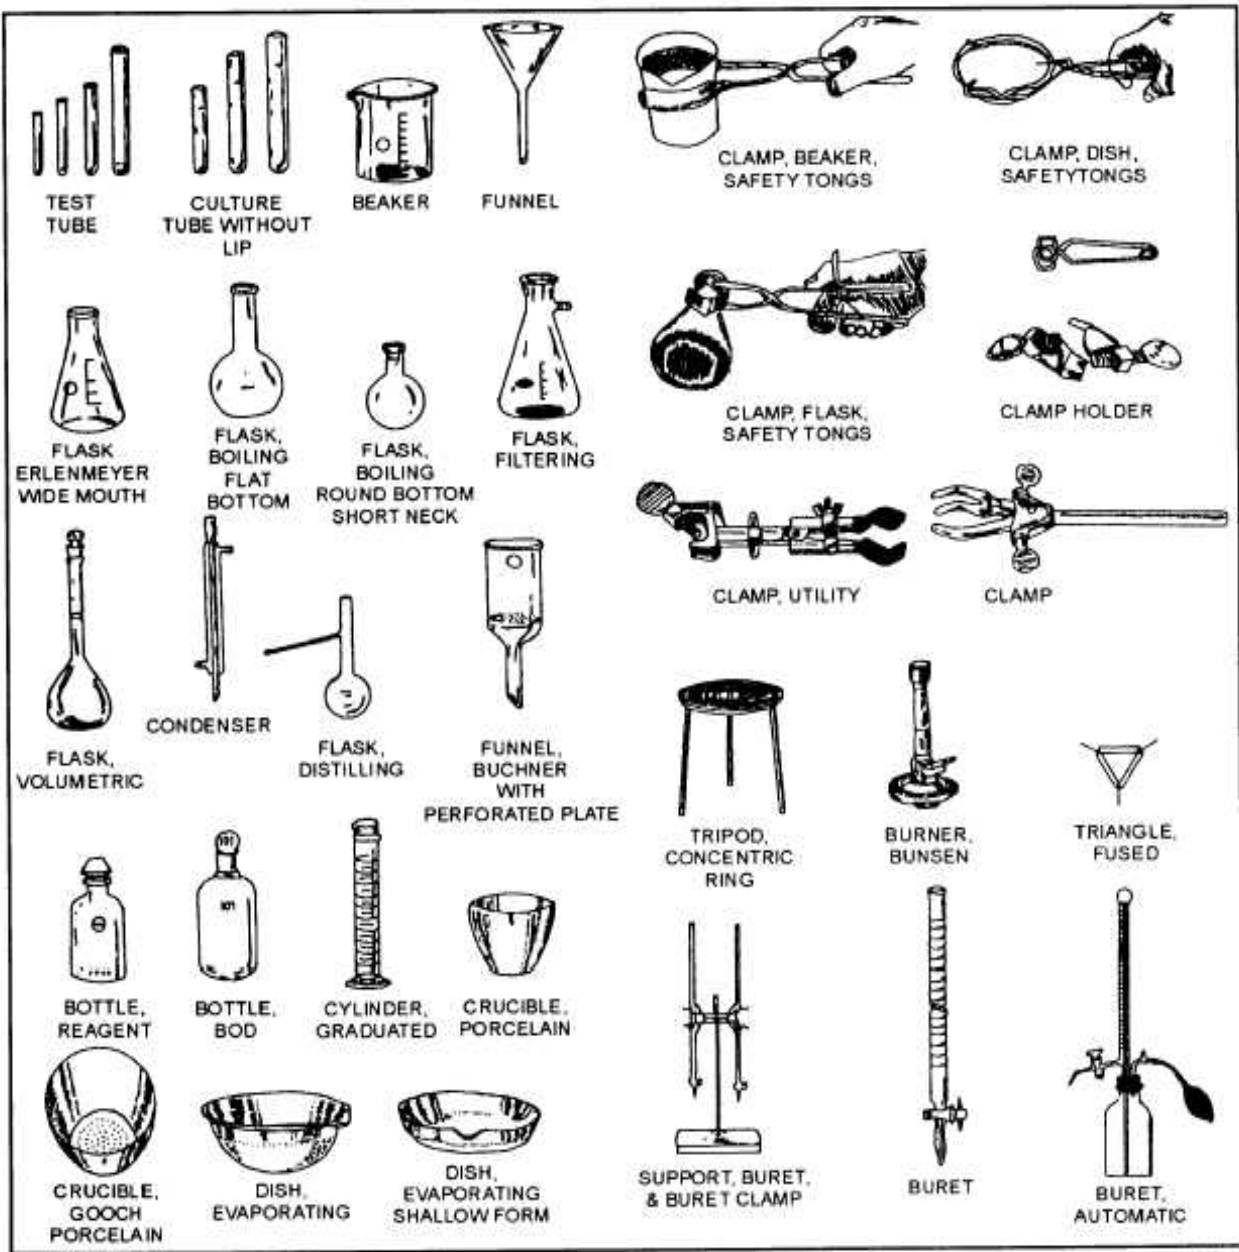 TEST
TUBE
CULTURE
TUBE WITHOUT
LIP
BEAKER
FUNNEL
CLAMP, BEAKER,
SAFETY TONGS
CLAMP, DISH,
SAFETYTONGS
FLASK
ERLENMEYER
WIDE MOUTH
FLASK,
BOILING
FLAT
BOTTOM
FLASK,
BOILING
ROUND BOTTOM
SHORT NECK
FLASK,
FILTERING
CLAMP, FLASK,
SAFETY TONGS
CLAMP HOLDER
CLAMP, UTILITY
CLAMP
FLASK,
VOLUMETRIC
CONDENSER
FLASK,
DISTILLING
FUNNEL,
BUCHNER
WITH
PERFORATED PLATE
TRIPOD,
CONCENTRIC
RING
BURNER,
BUNSEN
TRIANGLE,
FUSED
101
101
BOTTLE,
REAGENT
BOTTLE,
BOD
CYLINDER,
GRADUATED
CRUCIBLE,
PORCELAIN
CRUCIBLE,
GOOCH
PORCELAIN
DISH,
EVAPORATING
DISH,
EVAPORATING
SHALLOW FORM
SUPPORT, BURET,
& BURET CLAMP
BURET
BURET,
AUTOMATIC